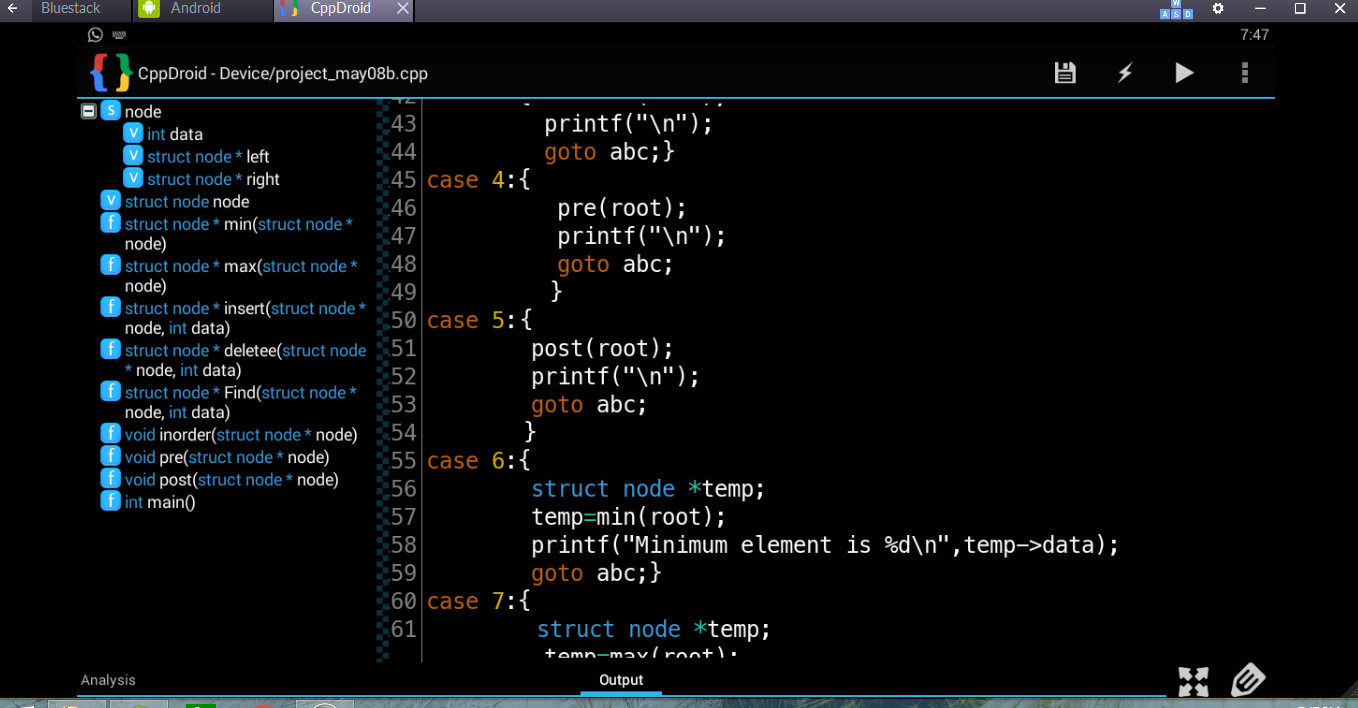 Bluestack Android CppDroid
W
A S D
7:47
CppDroid - Device/project_may08b.cpp
S node
V int data
V struct node * left
V struct node * right
V struct node node
f struct node * min(struct node *
node)
f struct node * max(struct node *
node)
f struct node * insert(struct node *
node, int data)
f struct node * deletee(struct node
* node, int data)
f struct node * Find(struct node *
node, int data)
f void inorder(struct node * node)
f void pre(struct node * node)
f void post(struct node * node)
f int main()
42
43 printf("\n");
44 goto abc;}
45 case 4:{
46 pre(root);
47 printf("\n");
48 goto abc;
49 }
50 case 5:{
51 post(root);
52 printf("\n");
53 goto abc;
54 }
55 case 6:{
56 struct node *temp;
57 temp=min(root);
58 printf("Minimum element is %d\n",temp->data);
59 goto abc;}
60 case 7:{
61 struct node *temp;
temp=max(root);
Analysis Output